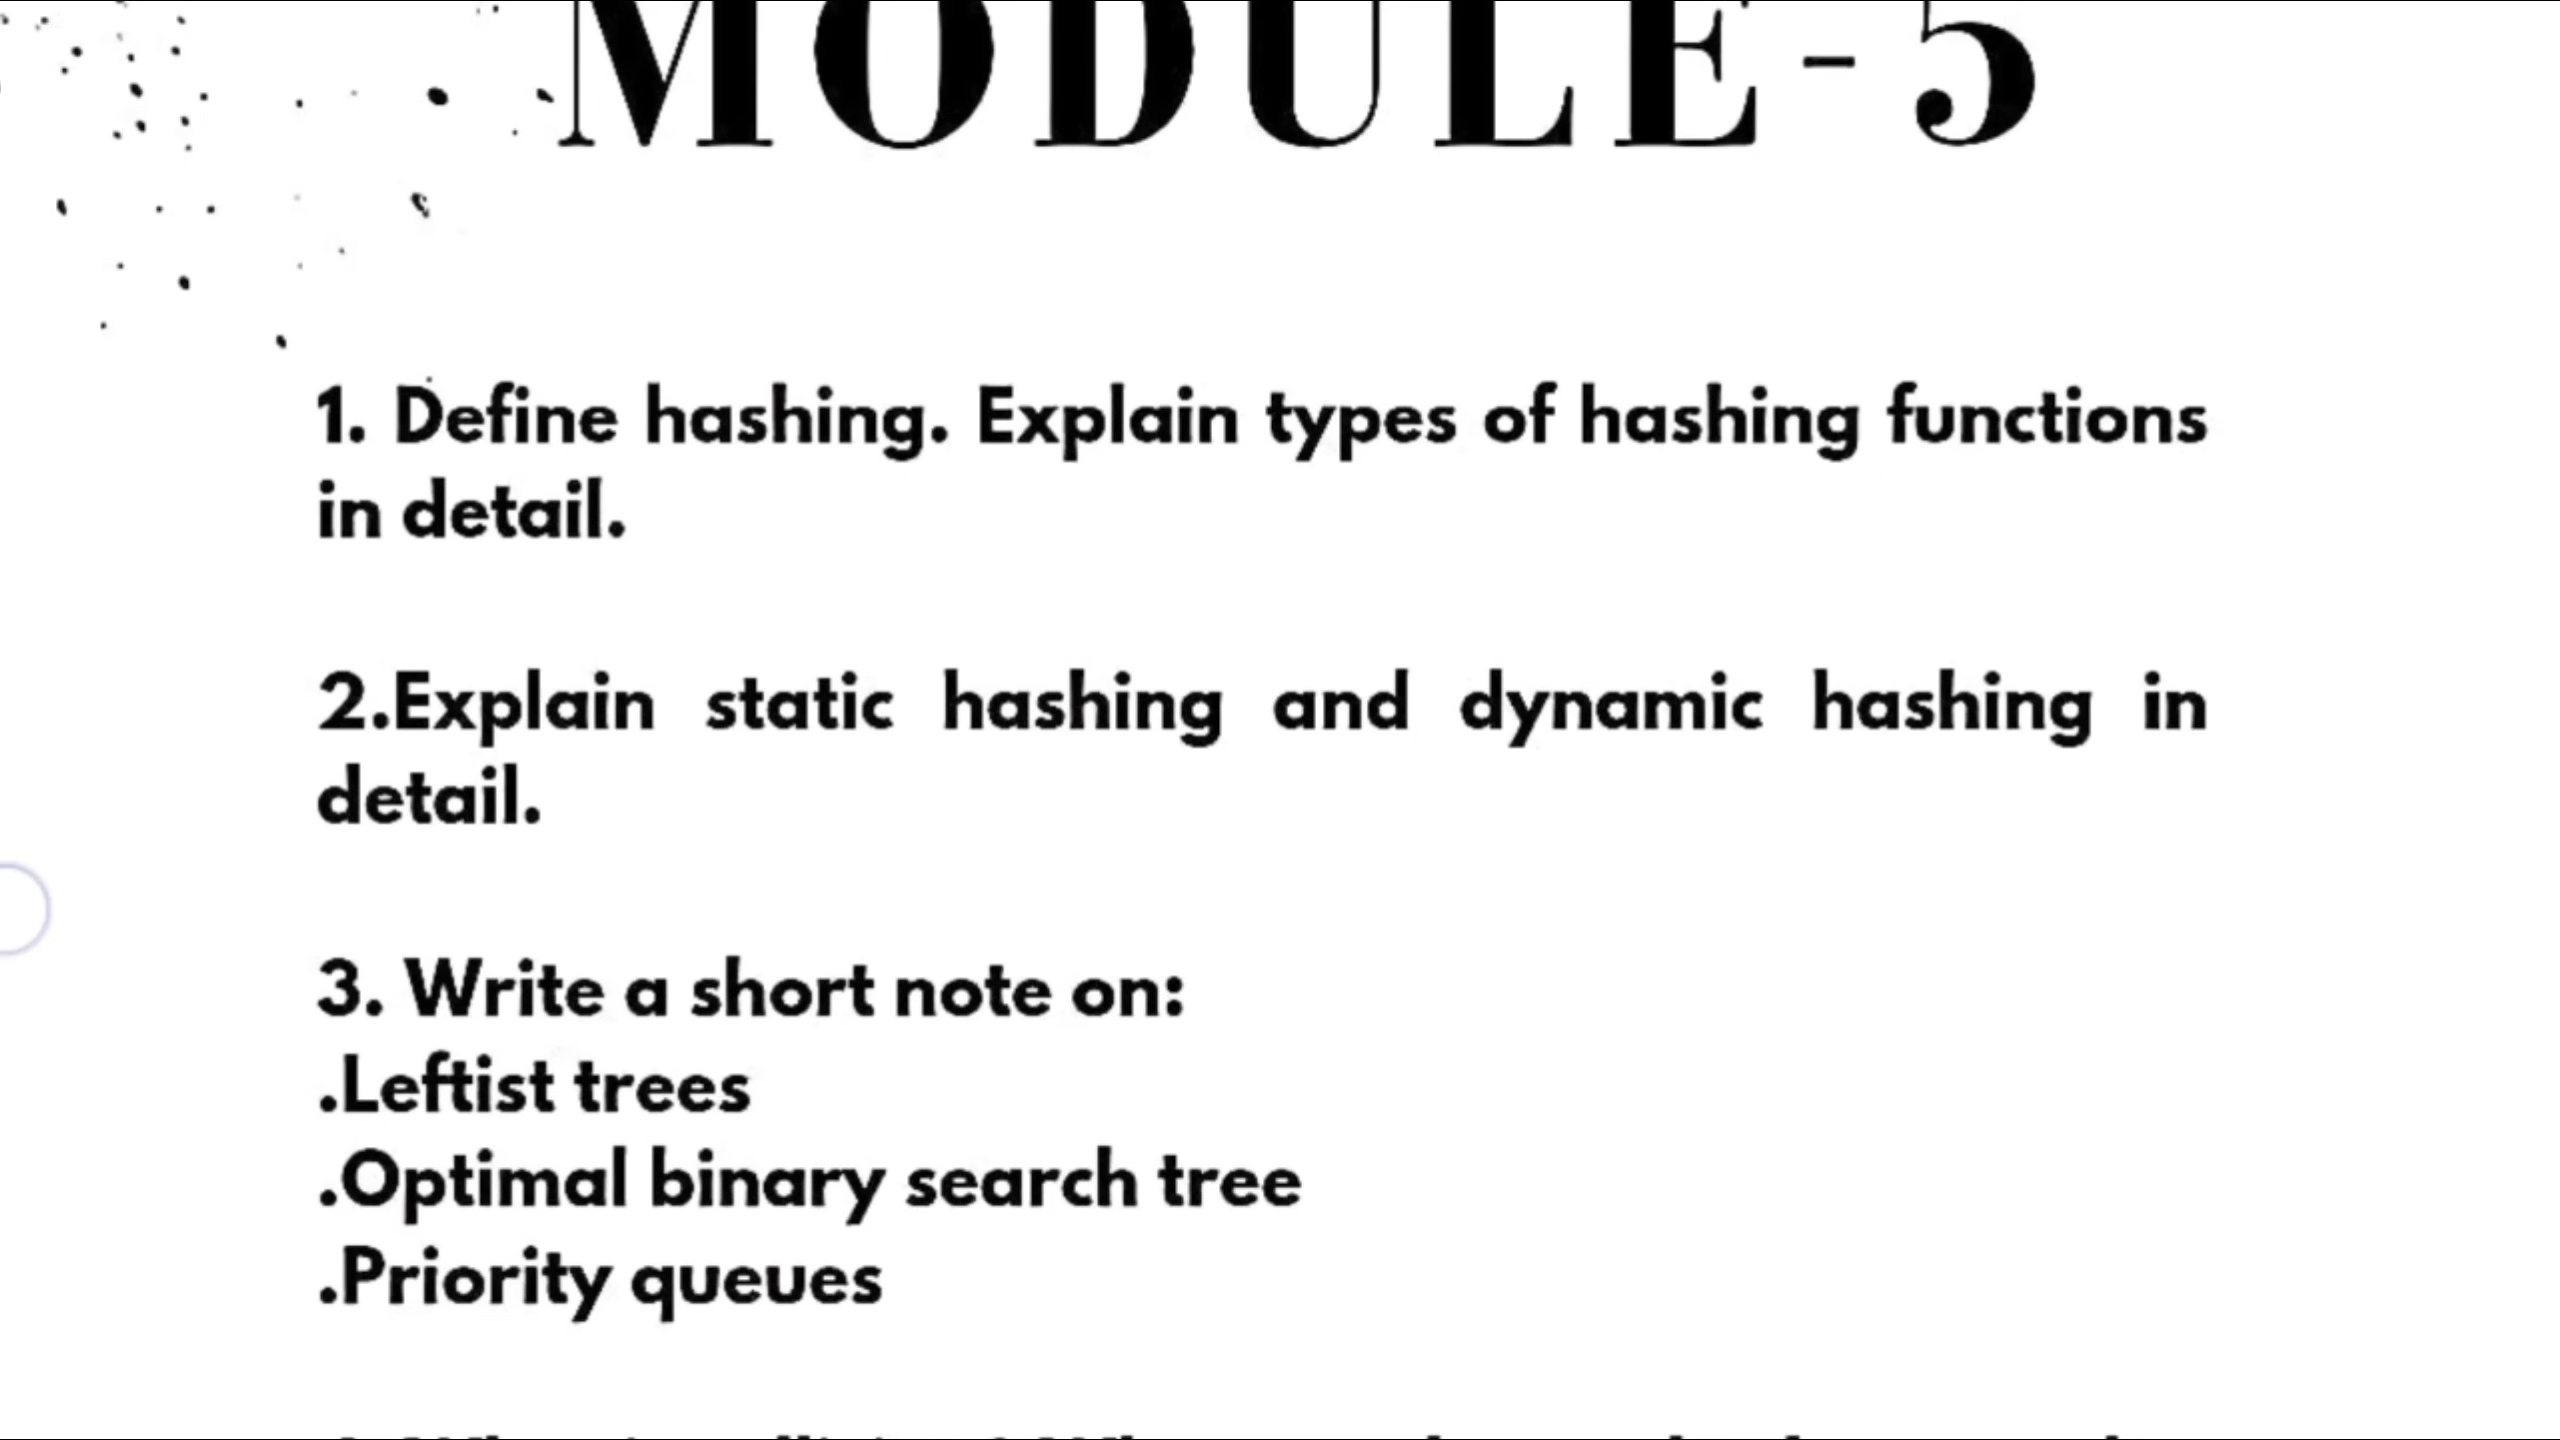 MODULE-5
1. Define hashing. Explain types of hashing functions
in detail.
2.Explain static hashing and dynamic hashing in
detail.
3. Write a short note on:
.Leftist trees
.Optimal binary search tree
.Priority queues